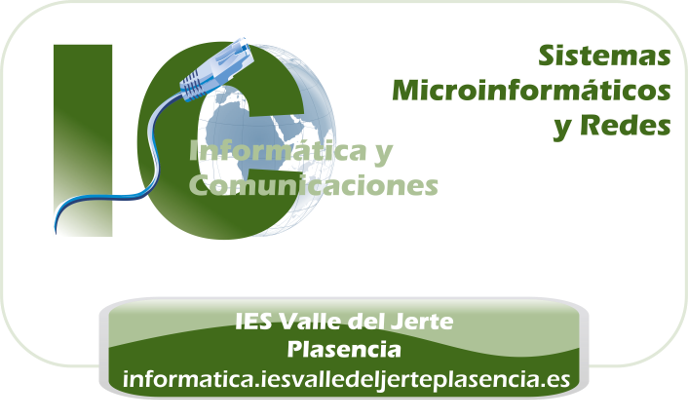 Sistemas
Microinformáticos
y Redes
IC
Informática y
Comunicaciones
IES Valle del Jerte
Plasencia
informatica.iesvalledeljerteplasencia.es